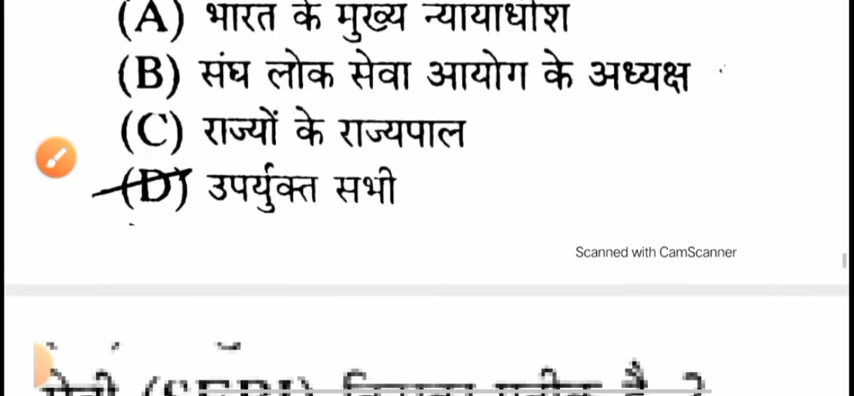 (A) भारत के मुख्य न्यायाधीश
(B) संघ लोक सेवा आयोग के अध्यक्ष
(C) राज्यों के राज्यपाल
(D) उपर्युक्त सभी
Scanned with CamScanner